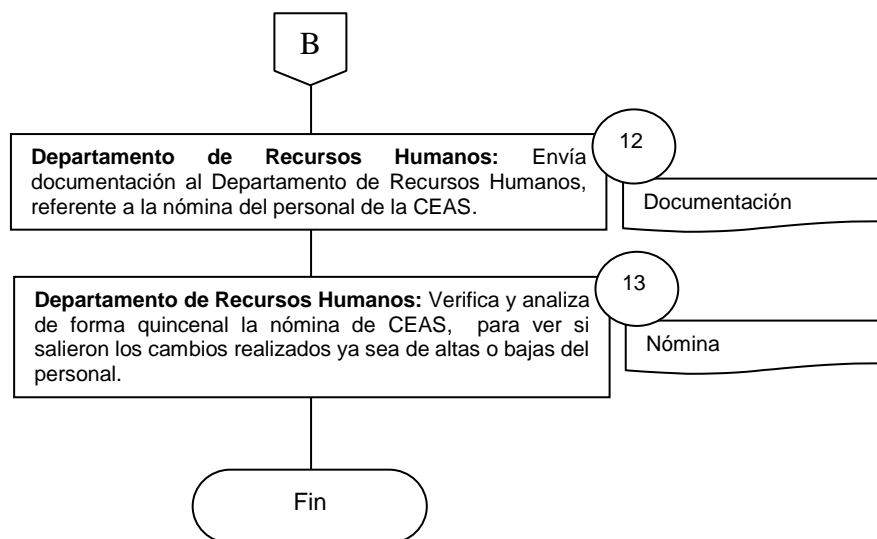 B
12
Departamento de Recursos Humanos: Envía
documentación al Departamento de Recursos Humanos,
referente a la nómina del personal de la CEAS.
Documentación
13
Departamento de Recursos Humanos: Verifica y analiza
de forma quincenal la nómina de CEAS, para ver si
salieron los cambios realizados ya sea de altas o bajas del
personal.
Nómina
Fin